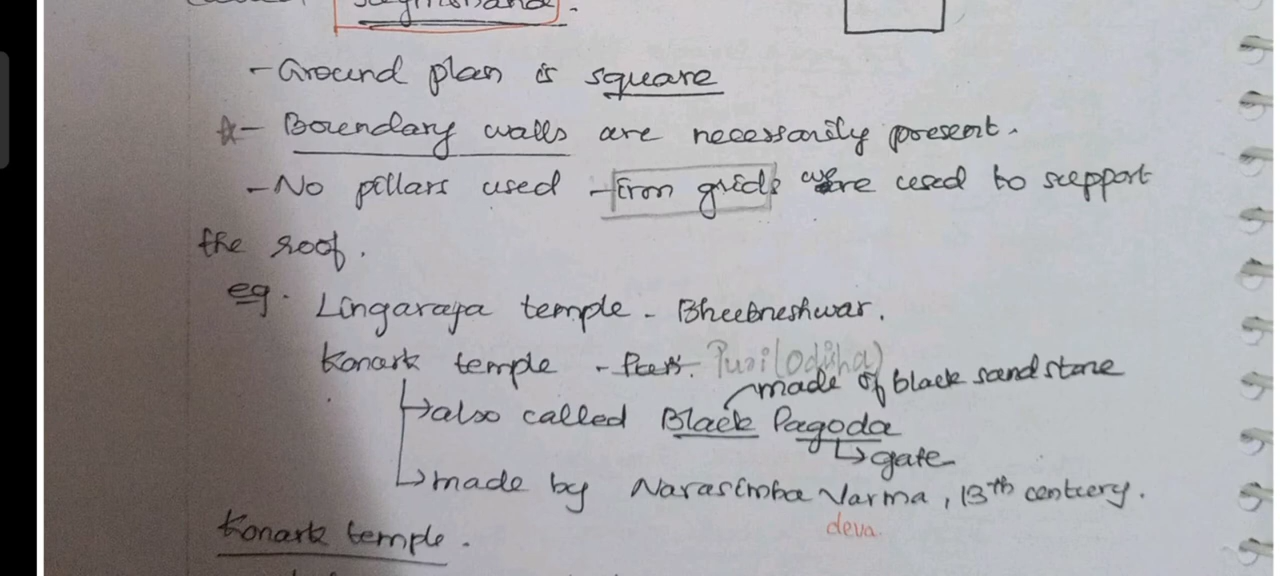 Jagmohana.
- Ground plan is square
☆- Boundary walls are necessarily present.
- No pillars used - Iron grids were used to support
the roof.
eg. Lingaraja temple - Bhubneshwar.
Konark temple - Puri (Odisha)
made of black sandstone
↳ also called Black Pagoda
↳ gate
↳ made by Narasimha Varma, 13th century.
deva.
Konark temple.